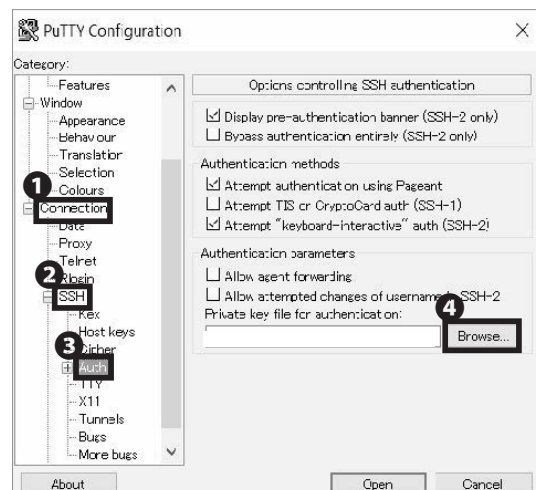 PuTTY Configuration
Category:
Features
Window
Appearance
Behaviour
Translation
Selection
Colours
1
Connection
Data
Proxy
Telnet
Rlogin
2
SSH
Kex
Host keys
Cipher
3
Auth
TTY
X11
Tunnels
Bugs
More bugs
Options controlling SSH authentication
Display pre-authentication banner (SSH-2 only)
Bypass authentication entirely (SSH-2 only)
Authentication methods
Attempt authentication using Pageant
Attempt TIS or CryptoCard auth (SSH-1)
Attempt "keyboard-interactive" auth (SSH-2)
Authentication parameters
Allow agent forwarding
Allow attempted changes of username SSH-2
4
Private key file for authentication:
Browse...
About
Open
Cancel